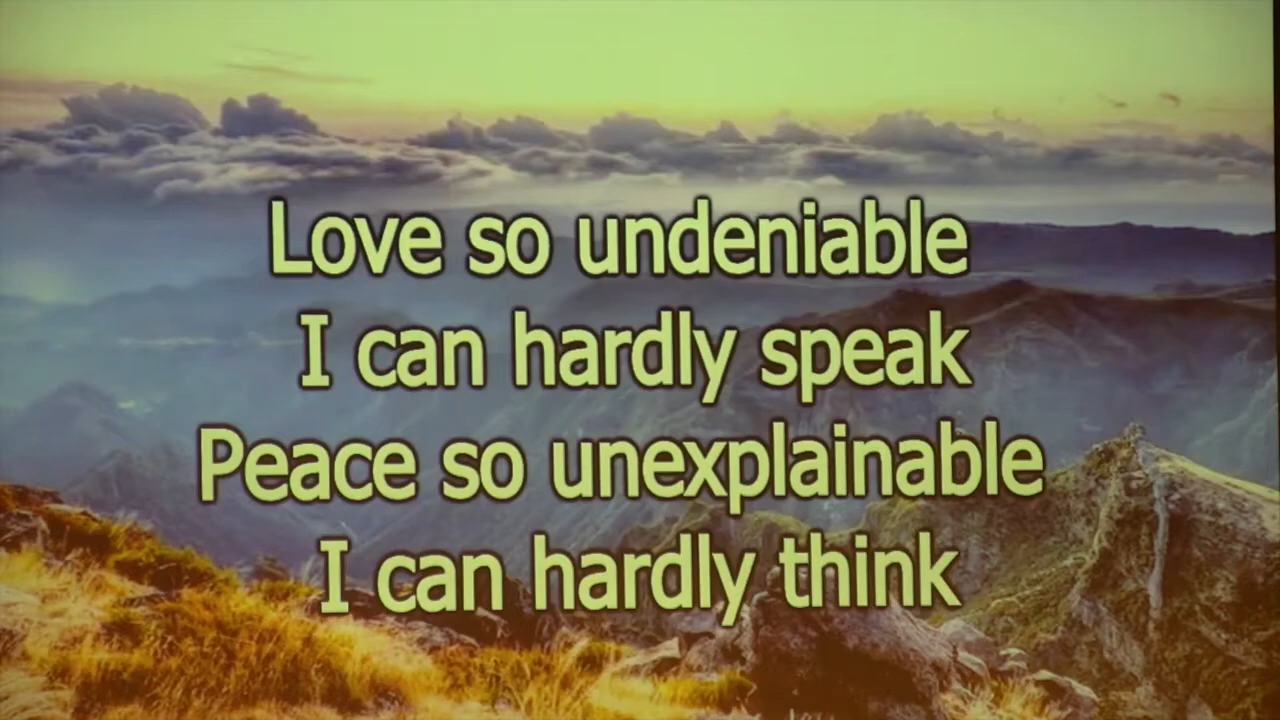 Love so undeniable
I can hardly speak
Peace so unexplainable
I can hardly think